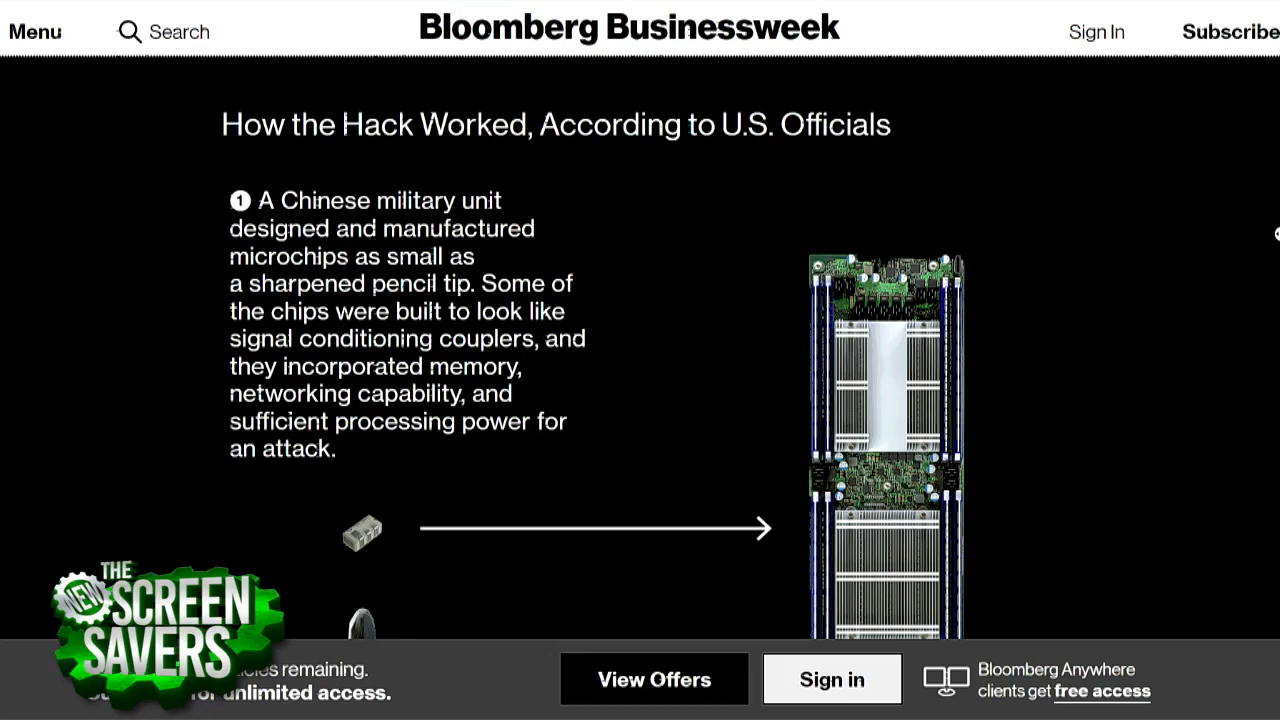 Menu
Search
Bloomberg Businessweek
Sign In
Subscribe
How the Hack Worked, According to U.S. Officials
1 A Chinese military unit
designed and manufactured
microchips as small as
a sharpened pencil tip. Some of
the chips were built to look like
signal conditioning couplers, and
they incorporated memory,
networking capability, and
sufficient processing power for
an attack.
THE
NEW
SCREEN
SAVERS
remaining.
unlimited access.
View Offers
Sign in
Bloomberg Anywhere
clients get free access